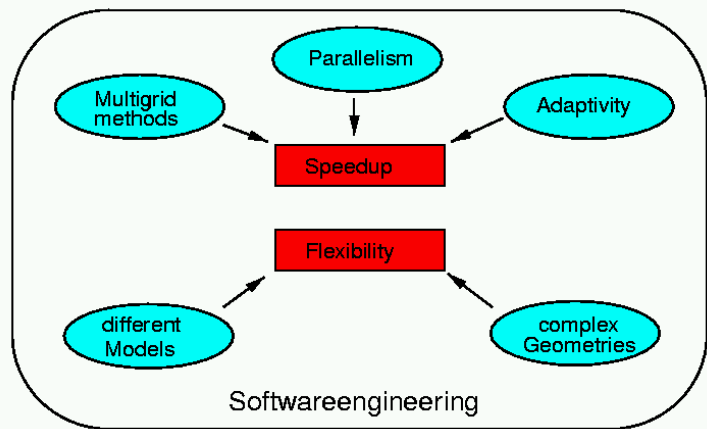 Parallelism
Multigrid
methods
Adaptivity
Speedup
Flexibility
different
Models
complex
Geometries
Softwareengineering